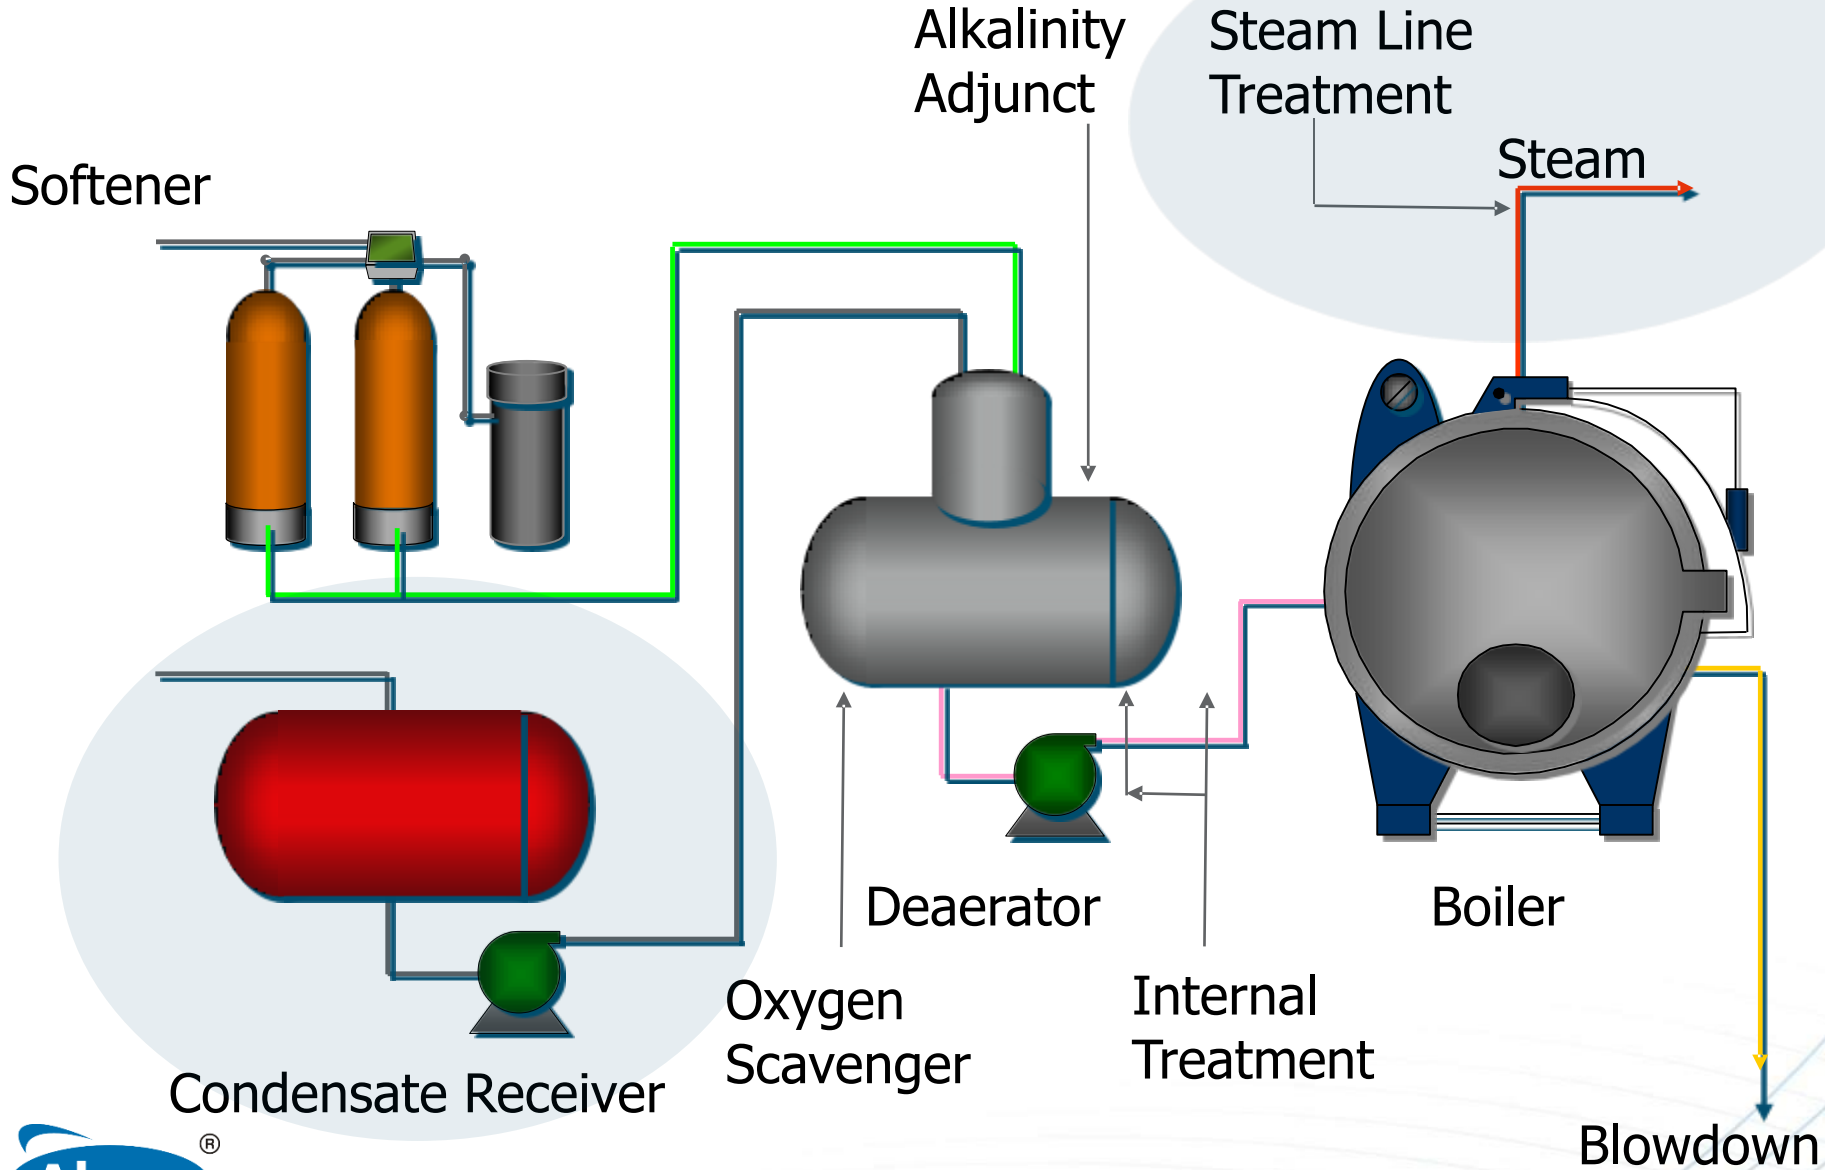 Alkalinity
Adjunct
Steam Line
Treatment
Steam
Softener
Deaerator
Boiler
Oxygen
Scavenger
Internal
Treatment
Condensate Receiver
®
Blowdown